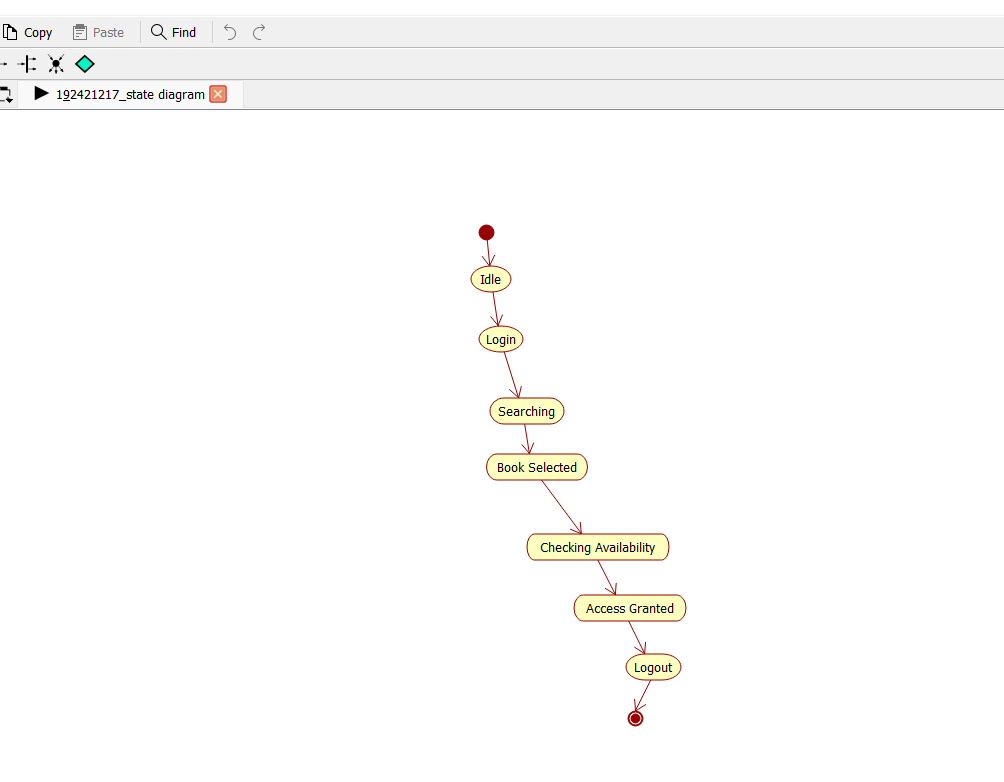 Copy Paste Find
192421217_state diagram
Idle
Login
Searching
Book Selected
Checking Availability
Access Granted
Logout